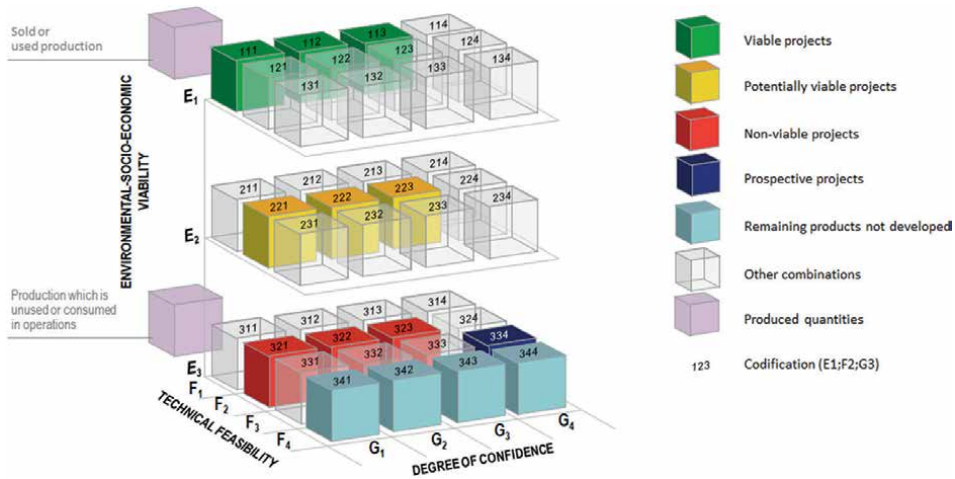 Sold or
used production
ENVIRONMENTAL-SOCIO-ECONOMIC
VIABILITY
E1
111
112
113
114
121
122
123
124
131
132
133
134
E2
211
212
213
214
221
222
223
224
231
232
233
234
Production which is
unused or consumed
in operations
E3
311
312
313
314
321
322
323
324
331
332
333
334
341
342
343
344
F1
F2
F3
F4
TECHNICAL FEASIBILITY
G1
G2
G3
G4
DEGREE OF CONFIDENCE
Viable projects
Potentially viable projects
Non-viable projects
Prospective projects
Remaining products not developed
Other combinations
Produced quantities
123 Codification (E1;F2;G3)